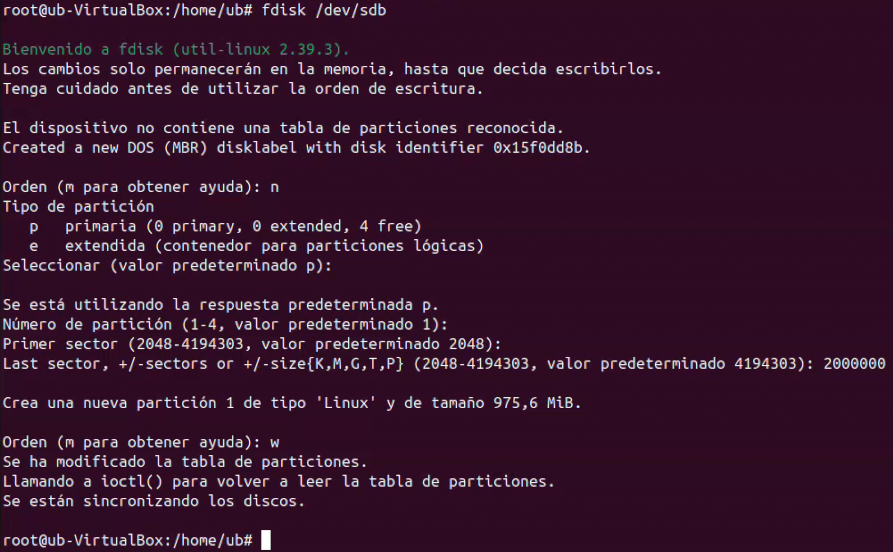 root@ub-VirtualBox:/home/ub# fdisk /dev/sdb
Bienvenido a fdisk (util-linux 2.39.3).
Los cambios solo permanecerán en la memoria, hasta que decida escribirlos.
Tenga cuidado antes de utilizar la orden de escritura.
El dispositivo no contiene una tabla de particiones reconocida.
Created a new DOS (MBR) disklabel with disk identifier 0x15f0dd8b.
Orden (m para obtener ayuda): n
Tipo de partición
   p   primaria (0 primary, 0 extended, 4 free)
   e   extendida (contenedor para particiones lógicas)
Seleccionar (valor predeterminado p):
Se está utilizando la respuesta predeterminada p.
Número de partición (1-4, valor predeterminado 1):
Primer sector (2048-4194303, valor predeterminado 2048):
Last sector, +/-sectors or +/-size{K,M,G,T,P} (2048-4194303, valor predeterminado 4194303): 2000000
Crea una nueva partición 1 de tipo 'Linux' y de tamaño 975,6 MiB.
Orden (m para obtener ayuda): w
Se ha modificado la tabla de particiones.
Llamando a ioctl() para volver a leer la tabla de particiones.
Se están sincronizando los discos.
root@ub-VirtualBox:/home/ub#